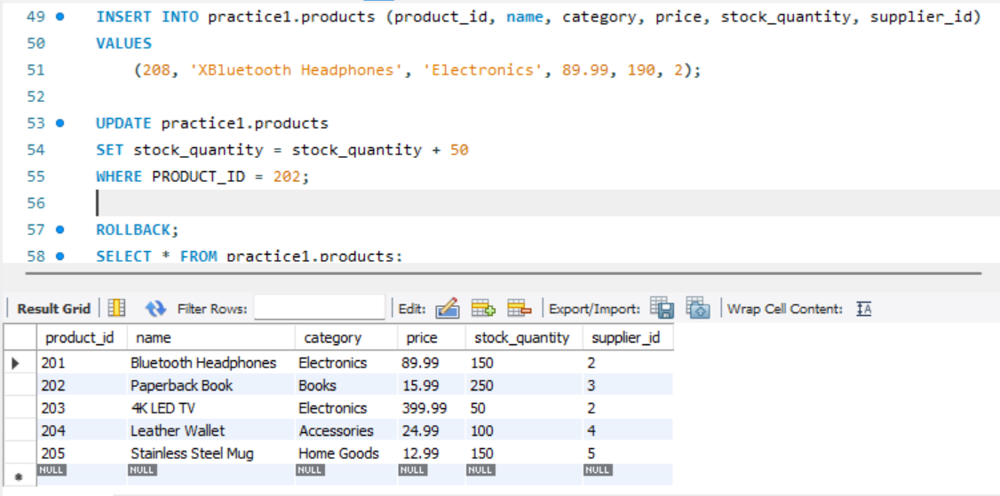 49 INSERT INTO practice1.products (product_id, name, category, price, stock_quantity, supplier_id)
50 VALUES
51 (208, 'XBluetooth Headphones', 'Electronics', 89.99, 190, 2);
52
53 UPDATE practice1.products
54 SET stock_quantity = stock_quantity + 50
55 WHERE PRODUCT_ID = 202;
56
57 ROLLBACK;
58 SELECT * FROM practice1.products;
Result Grid Filter Rows: Edit: Export/Import: Wrap Cell Content: IA
product_id name category price stock_quantity supplier_id
201 Bluetooth Headphones Electronics 89.99 150 2
202 Paperback Book Books 15.99 250 3
203 4K LED TV Electronics 399.99 50 2
204 Leather Wallet Accessories 24.99 100 4
205 Stainless Steel Mug Home Goods 12.99 150 5
NULL NULL NULL NULL NULL NULL